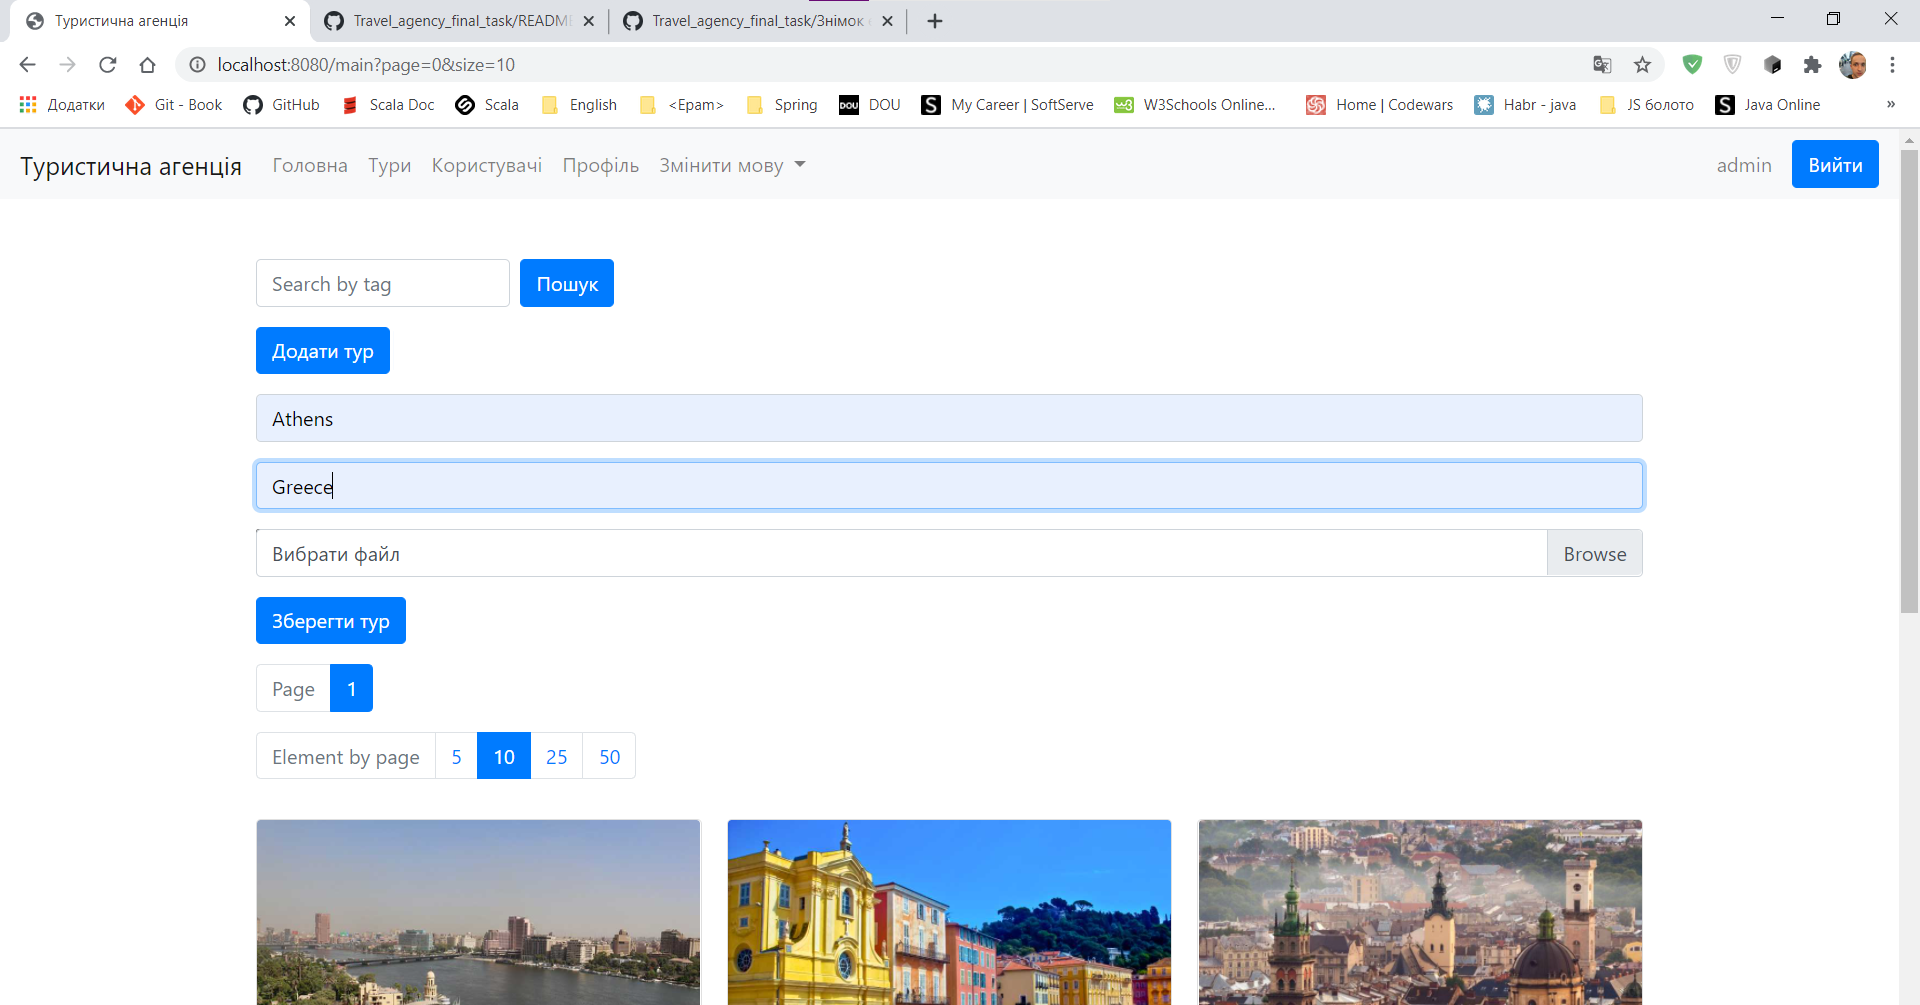 Туристична агенція
Travel_agency_final_task/READM
Travel_agency_final_task/Знімок
localhost:8080/main?page=0&size=10
Додатки
Git - Book
GitHub
Scala Doc
Scala
English
<Epam>
Spring
DOU
DOU
My Career | SoftServe
W3Schools Online...
Home | Codewars
Habr - java
JS болото
Java Online
»
Туристична агенція
Головна
Тури
Користувачі
Профіль
Змінити мову
admin
Вийти
Search by tag
Пошук
Додати тур
Athens
Greece
Вибрати файл
Browse
Зберегти тур
Page
1
Element by page
5
10
25
50